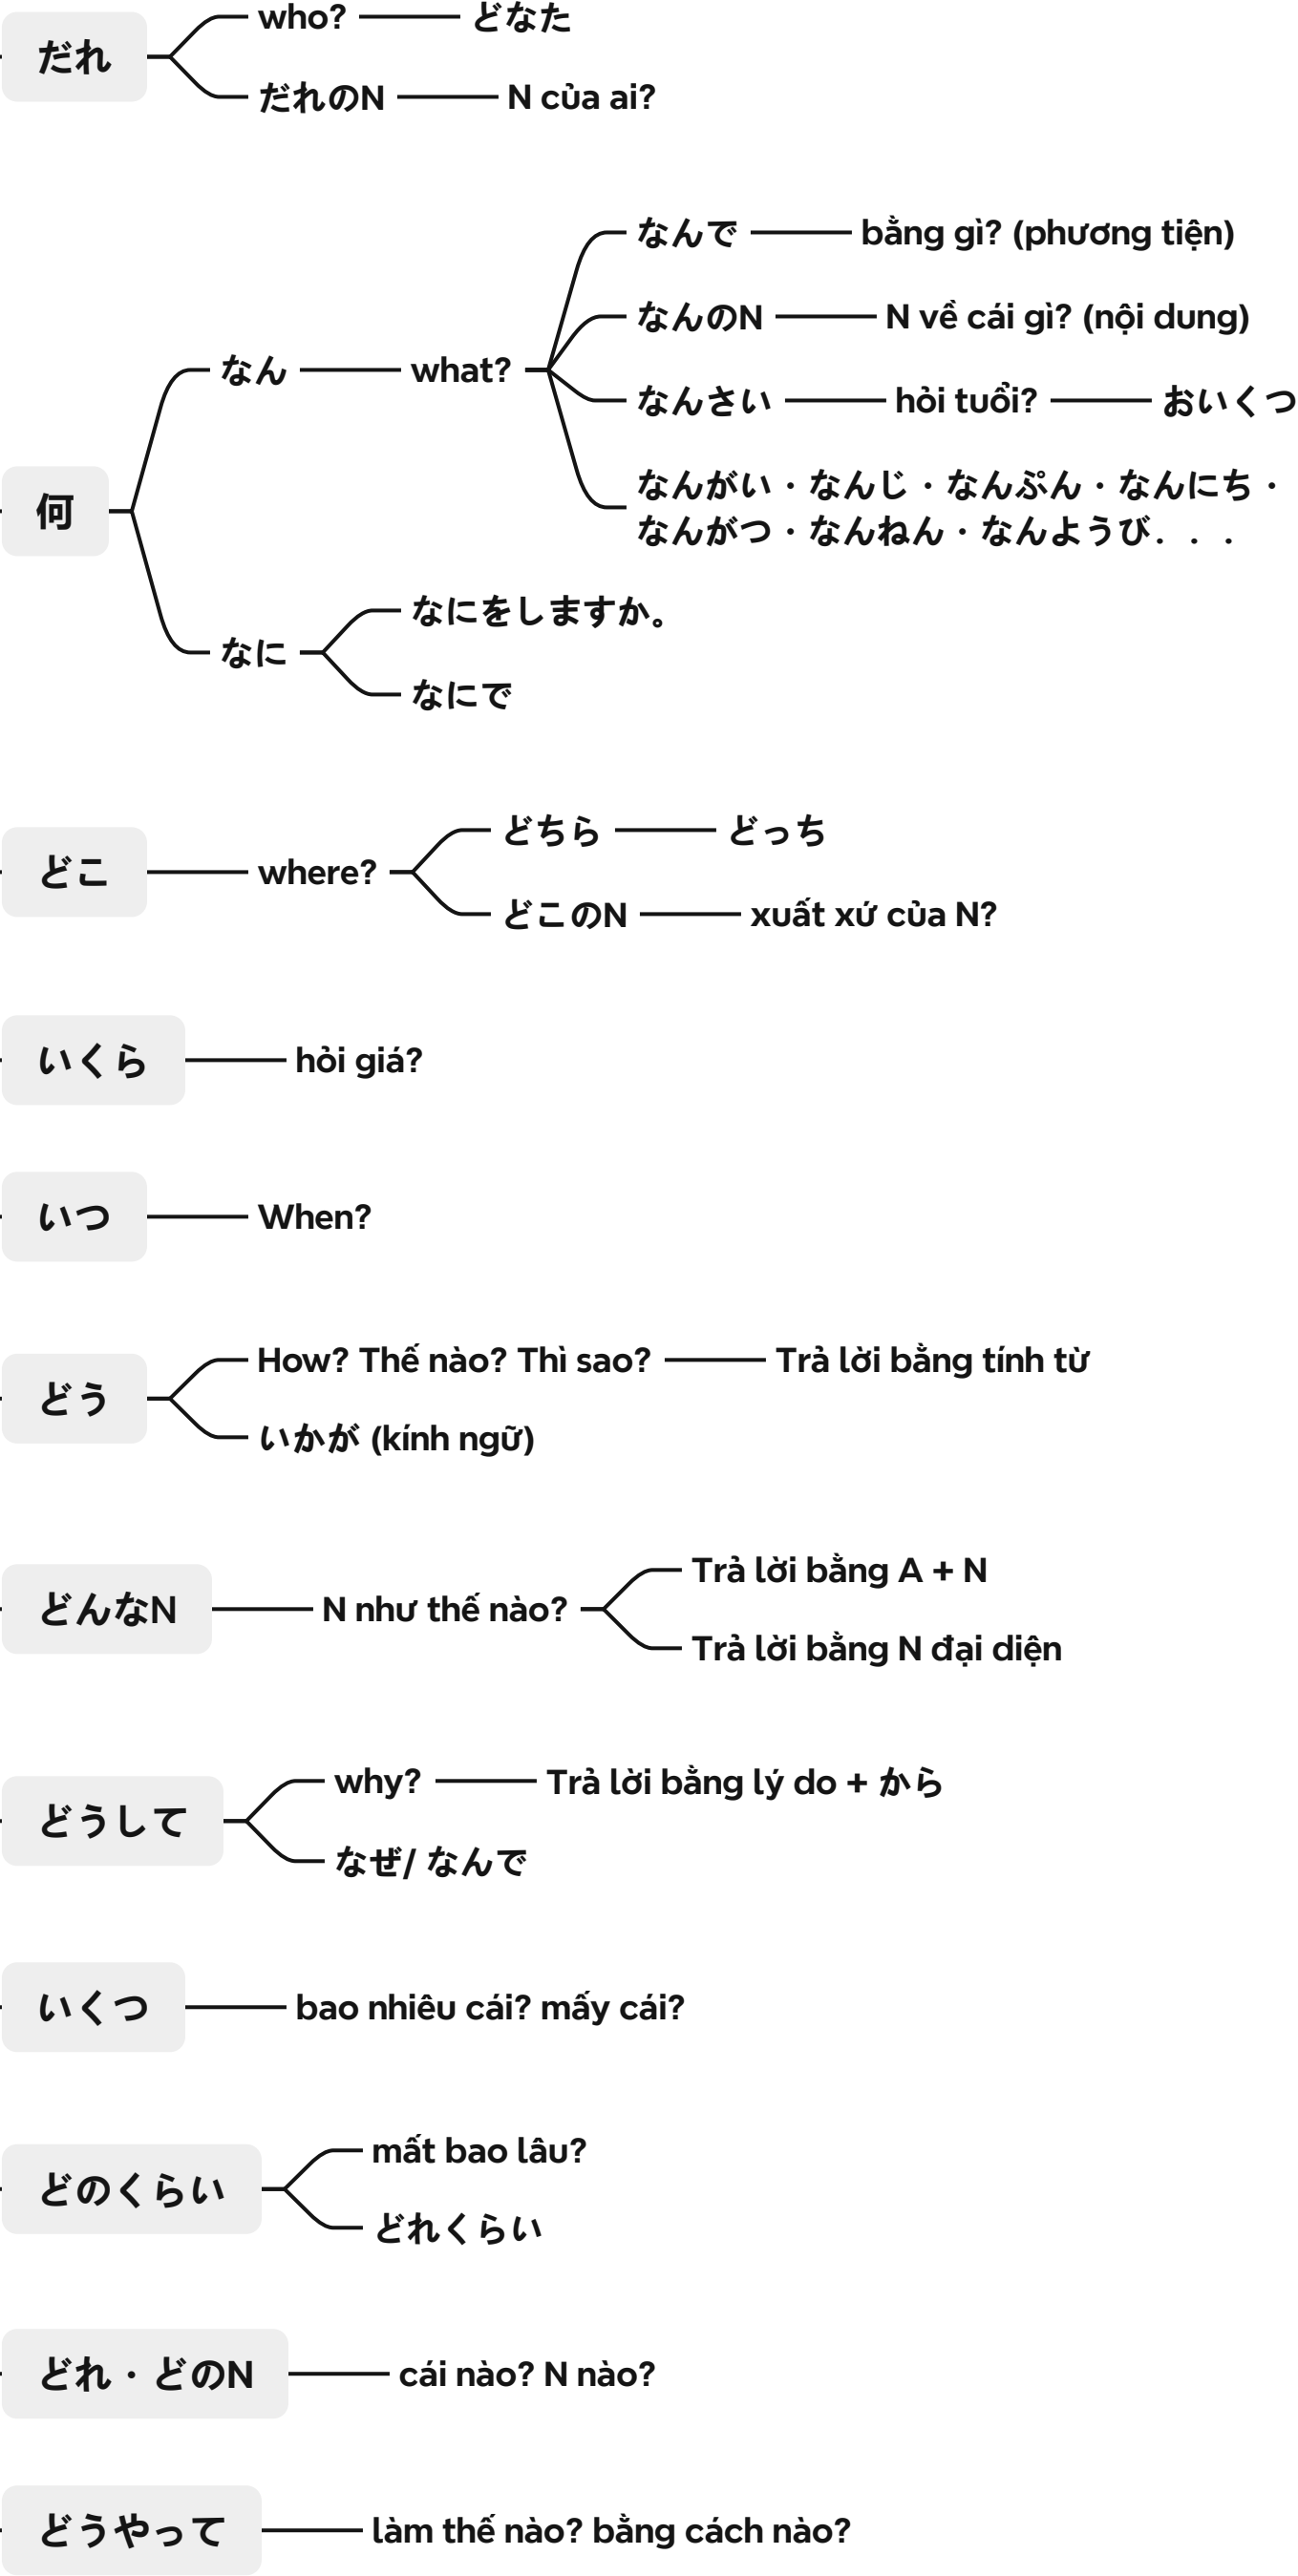 だれ
who?
どなた
だれのN
N của ai?
何
なん
what?
なんで
bằng gì? (phương tiện)
なんのN
N về cái gì? (nội dung)
なんさい
hỏi tuổi?
おいくつ
なんがい・なんじ・なんぷん・なんにち・
なんがつ・なんねん・なんようび．．．
なに
なにをしますか。
なにで
どこ
where?
どちら
どっち
どこのN
xuất xứ của N?
いくら
hỏi giá?
いつ
When?
どう
How? Thế nào? Thì sao?
Trả lời bằng tính từ
いかが (kính ngữ)
どんなN
N như thế nào?
Trả lời bằng A + N
Trả lời bằng N đại diện
どうして
why?
Trả lời bằng lý do + から
なぜ/ なんで
いくつ
bao nhiêu cái? mấy cái?
どのくらい
mất bao lâu?
どれくらい
どれ・どのN
cái nào? N nào?
どうやって
làm thế nào? bằng cách nào?